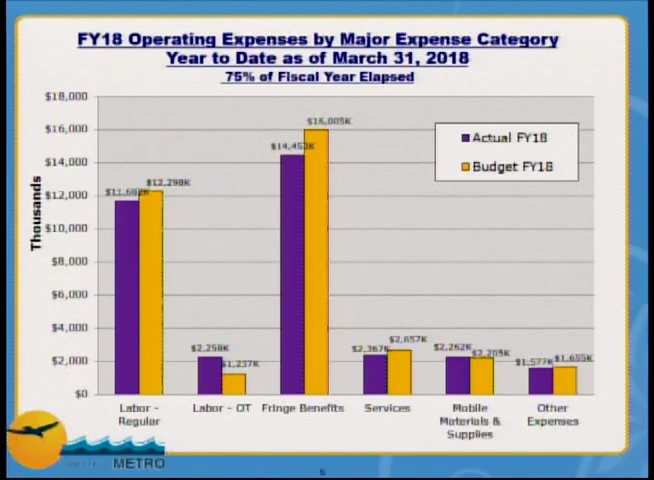 FY18 Operating Expenses by Major Expense Category
Year to Date as of March 31, 2018
75% of Fiscal Year Elapsed
$18,000
$16,000
$14,000
$12,000
$10,000
$8,000
$6,000
$4,000
$2,000
$0
Thousands
$12,298K
$2,258K
$1,237K
$16,005K
$2,367K
$2,657K
$2,262K
$2,203K
$1,577K
$1,655K
Actual FY18
Budget FY18
Labor -
Regular
Labor - OT
Fringe Benefits
Services
Mobile
Materials &
Supplies
Other
Expenses
METRO
6